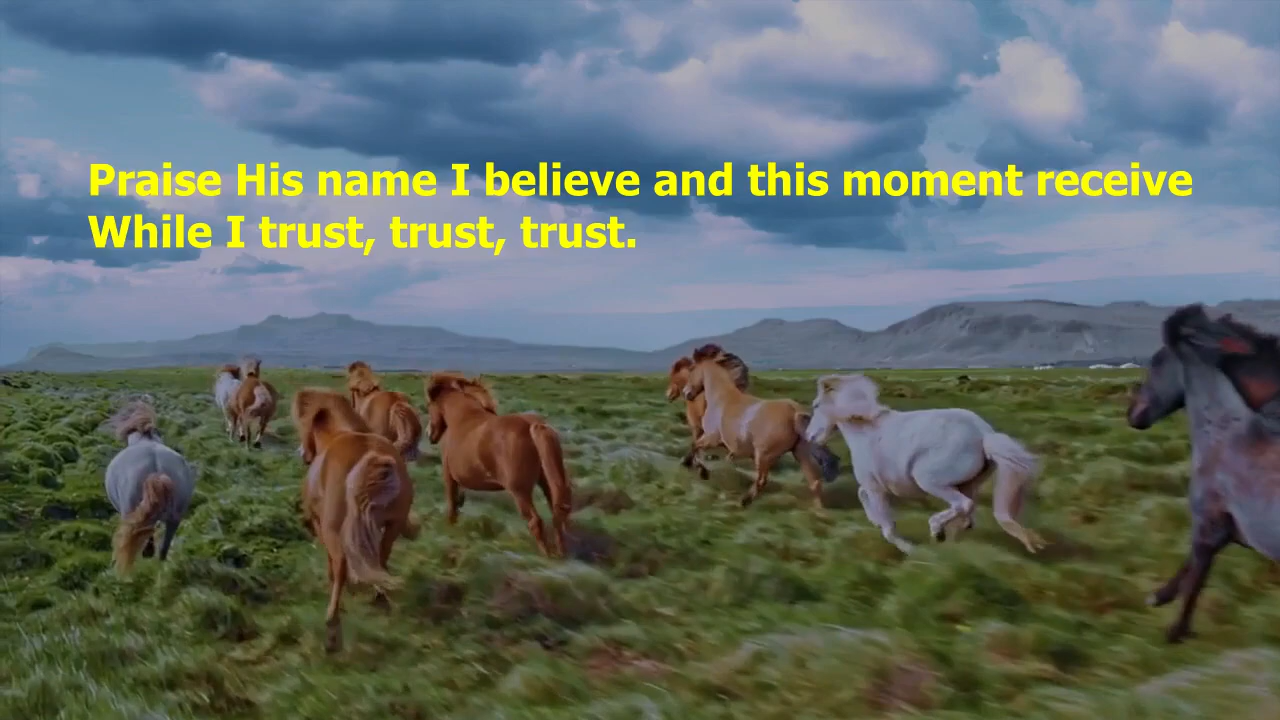 Praise His name I believe and this moment receive
While I trust, trust, trust.